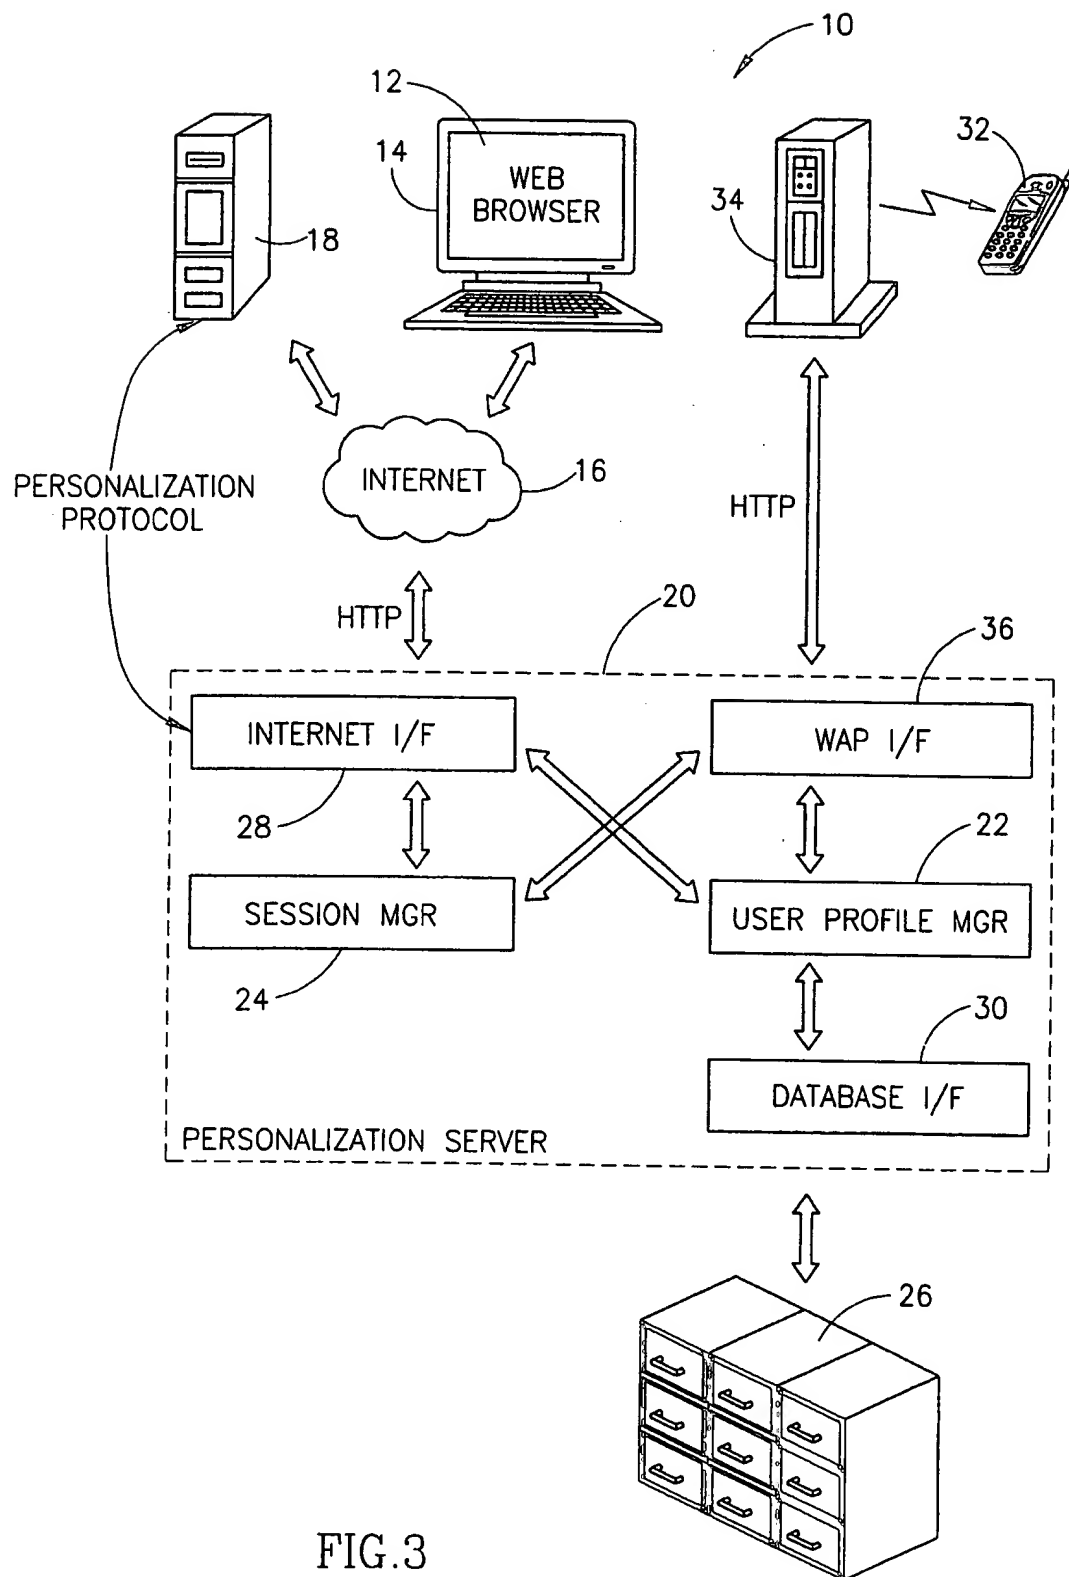 10
12
14
WEB
BROWSER
18
34
32
PERSONALIZATION
PROTOCOL
INTERNET
16
HTTP
HTTP
20
36
INTERNET I/F
WAP I/F
28
22
SESSION MGR
USER PROFILE MGR
24
30
DATABASE I/F
PERSONALIZATION SERVER
26
FIG.3